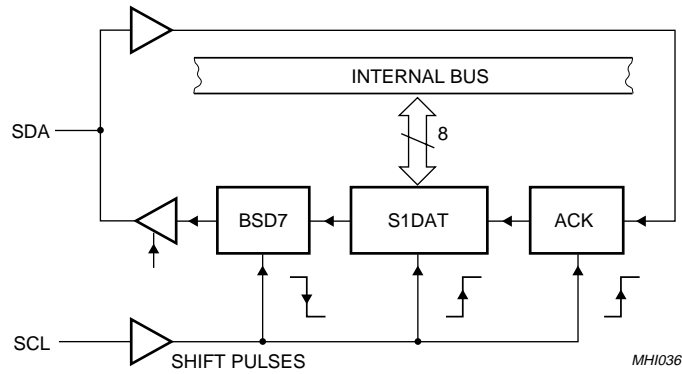 INTERNAL BUS
SDA
8
BSD7
S1DAT
ACK
SCL
SHIFT PULSES
MHI036